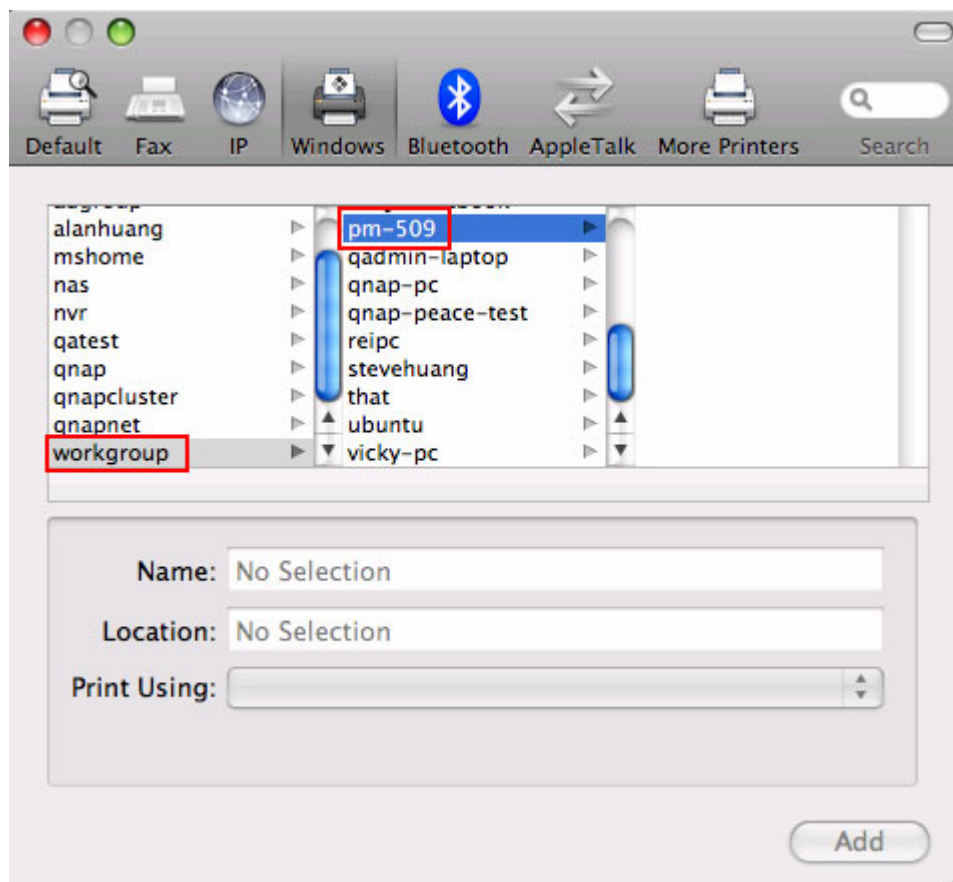 Default Fax IP Windows Bluetooth AppleTalk More Printers Search
alanhuang
mshome
nas
nvr
qatest
qnap
qnapcluster
qnapnet
workgroup
pm-509
qadmin-laptop
qnap-pc
qnap-peace-test
reipc
stevehuang
that
ubuntu
vicky-pc
Name: No Selection
Location: No Selection
Print Using:
Add